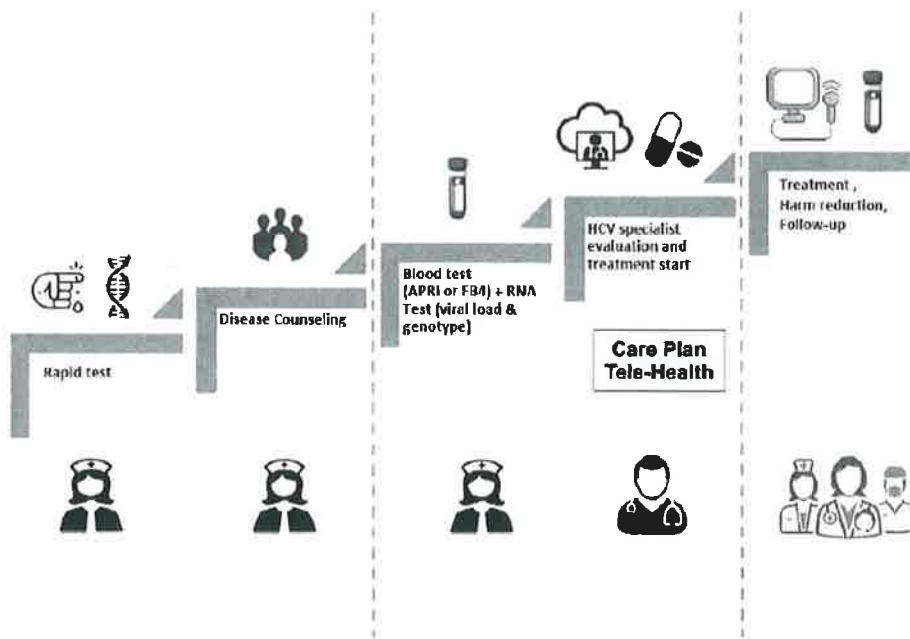 Rapid test
Disease Counseling
Blood test
(APRI or FB4) + RNA
Test (viral load &
genotype)
HCV specialist
evaluation and
treatment start
Care Plan
Tele-Health
Treatment ,
Harm reduction,
Follow-up